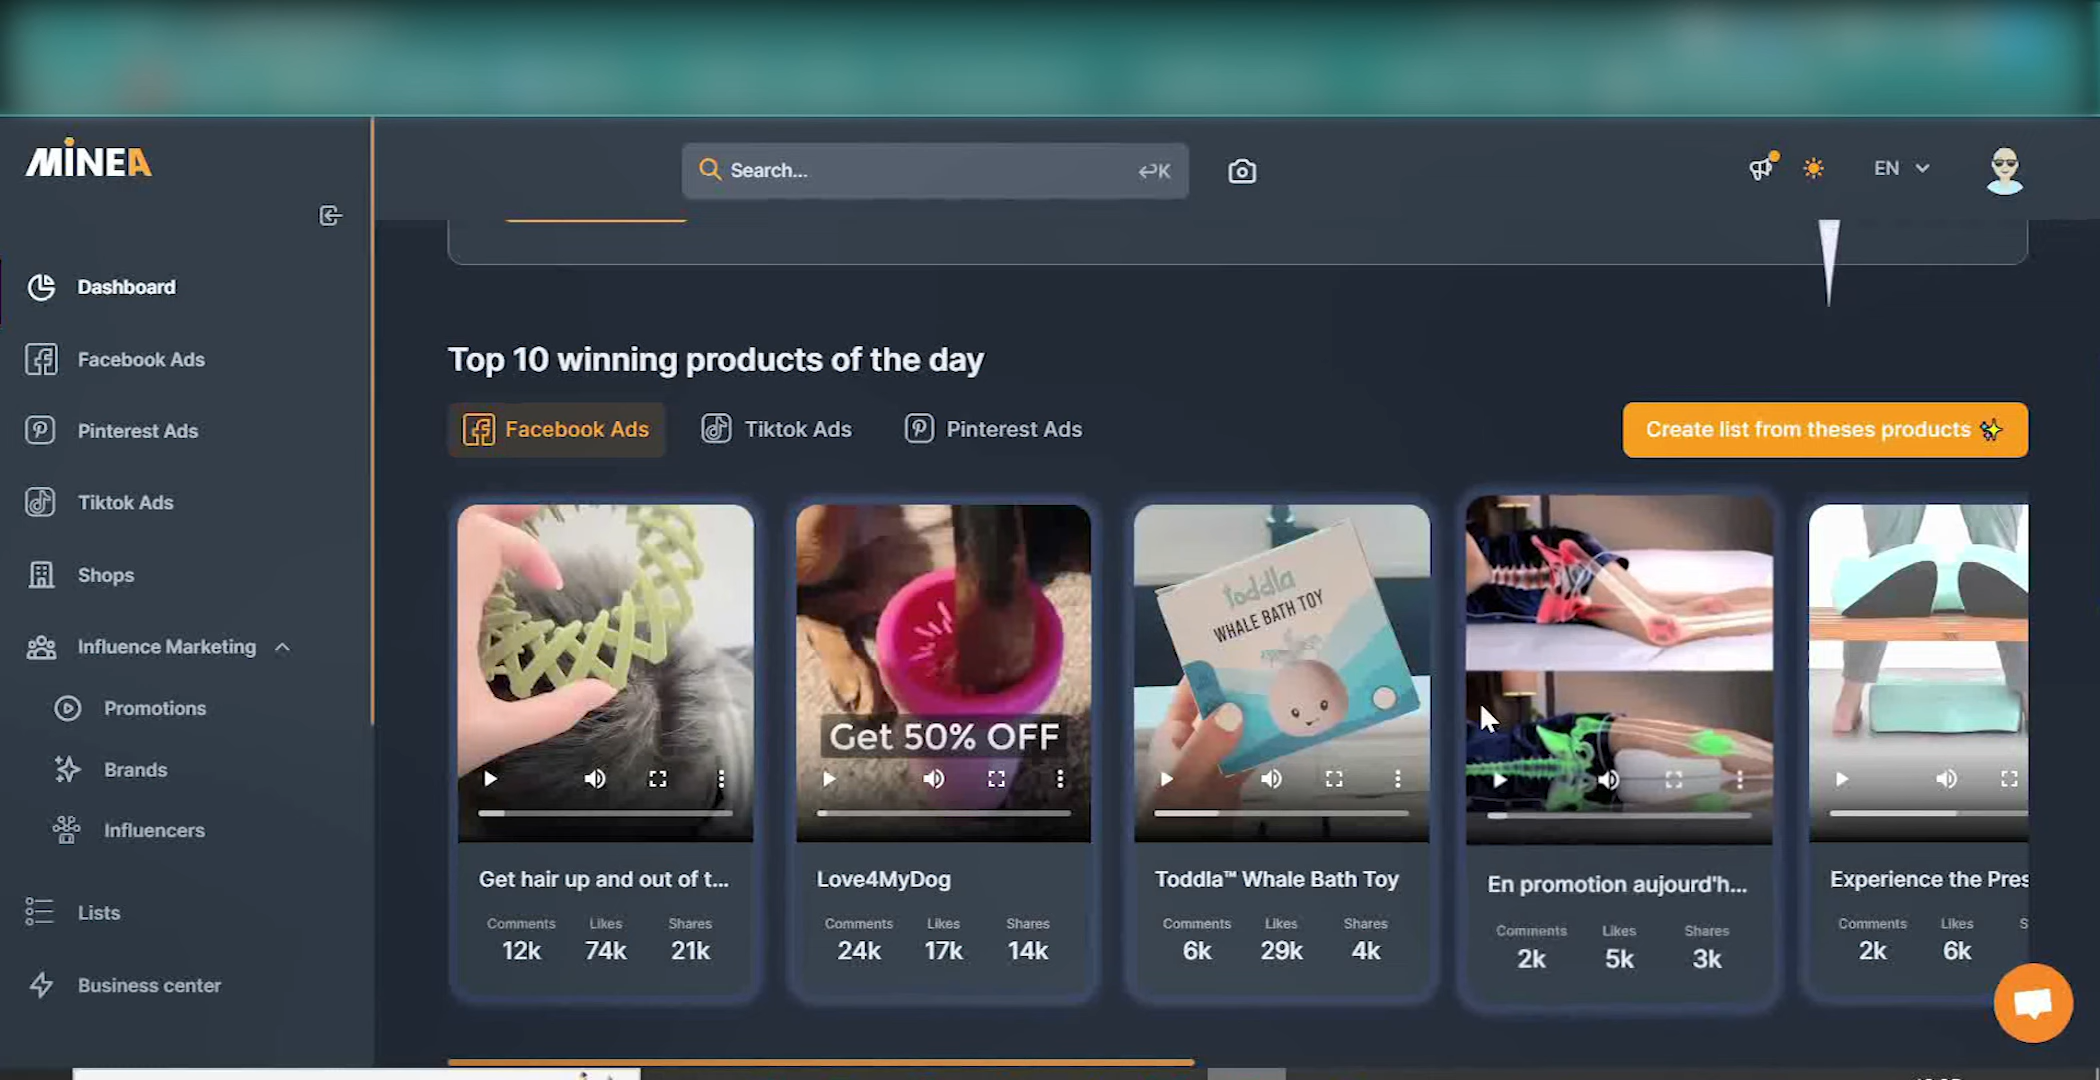 MINEA
Search...
K
EN
Dashboard
Facebook Ads
Pinterest Ads
Tiktok Ads
Shops
Influence Marketing
Promotions
Brands
Influencers
Lists
Business center
Top 10 winning products of the day
Facebook Ads
Tiktok Ads
Pinterest Ads
Create list from theses products
Get 50% OFF
toddla
WHALE BATH TOY
Get hair up and out of t...
Comments Likes Shares
12k 74k 21k
Love4MyDog
Comments Likes Shares
24k 17k 14k
Toddla™ Whale Bath Toy
Comments Likes Shares
6k 29k 4k
En promotion aujourd'h...
Comments Likes Shares
2k 5k 3k
Experience the Pres
Comments Likes S
2k 6k